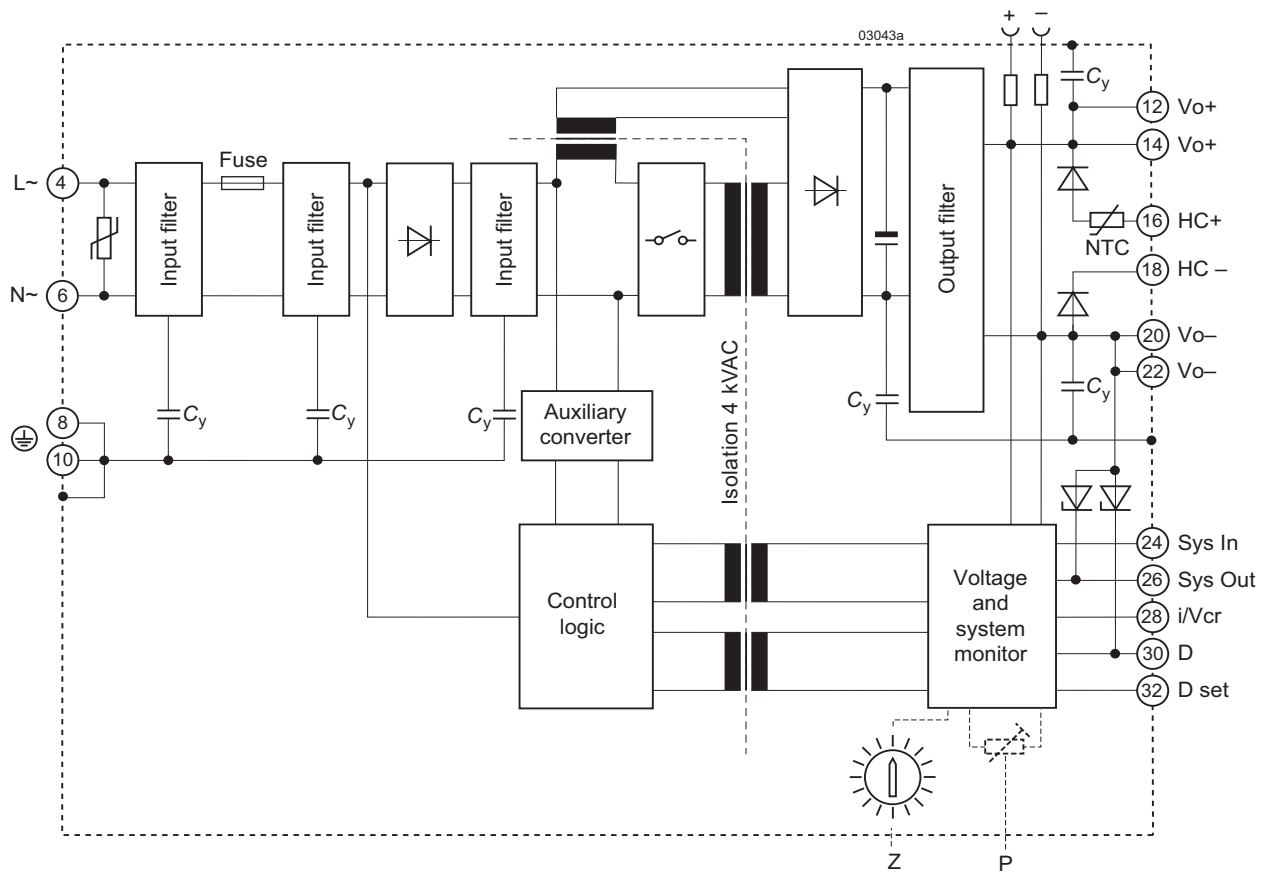 + –
03043a
Cy
12 Vo+
14 Vo+
Fuse
L~ 4
Input filter
Input filter
Input filter
Output filter
16 HC+
NTC
18 HC –
N~ 6
20 Vo–
Isolation 4 kVAC
22 Vo–
8
Cy
Cy
Cy
Auxiliary
converter
Cy
Cy
10
24 Sys In
Control
logic
Voltage
and
system
monitor
26 Sys Out
28 i/Vcr
30 D
32 D set
Z
P